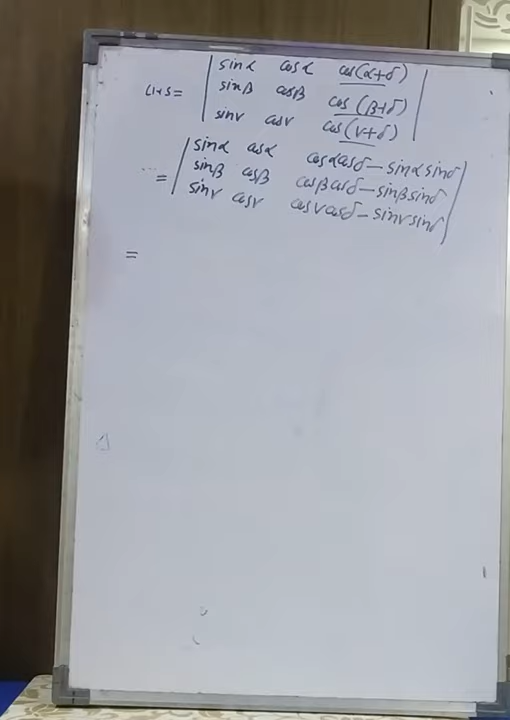 LHS = | sinα cosα cos(α+δ) |
| sinβ cosβ cos(β+δ) |
| sinγ cosγ cos(γ+δ) |
= | sinα cosα cosαcosδ – sinαsinδ |
| sinβ cosβ cosβcosδ – sinβsinδ |
| sinγ cosγ cosγcosδ – sinγsinδ |
=